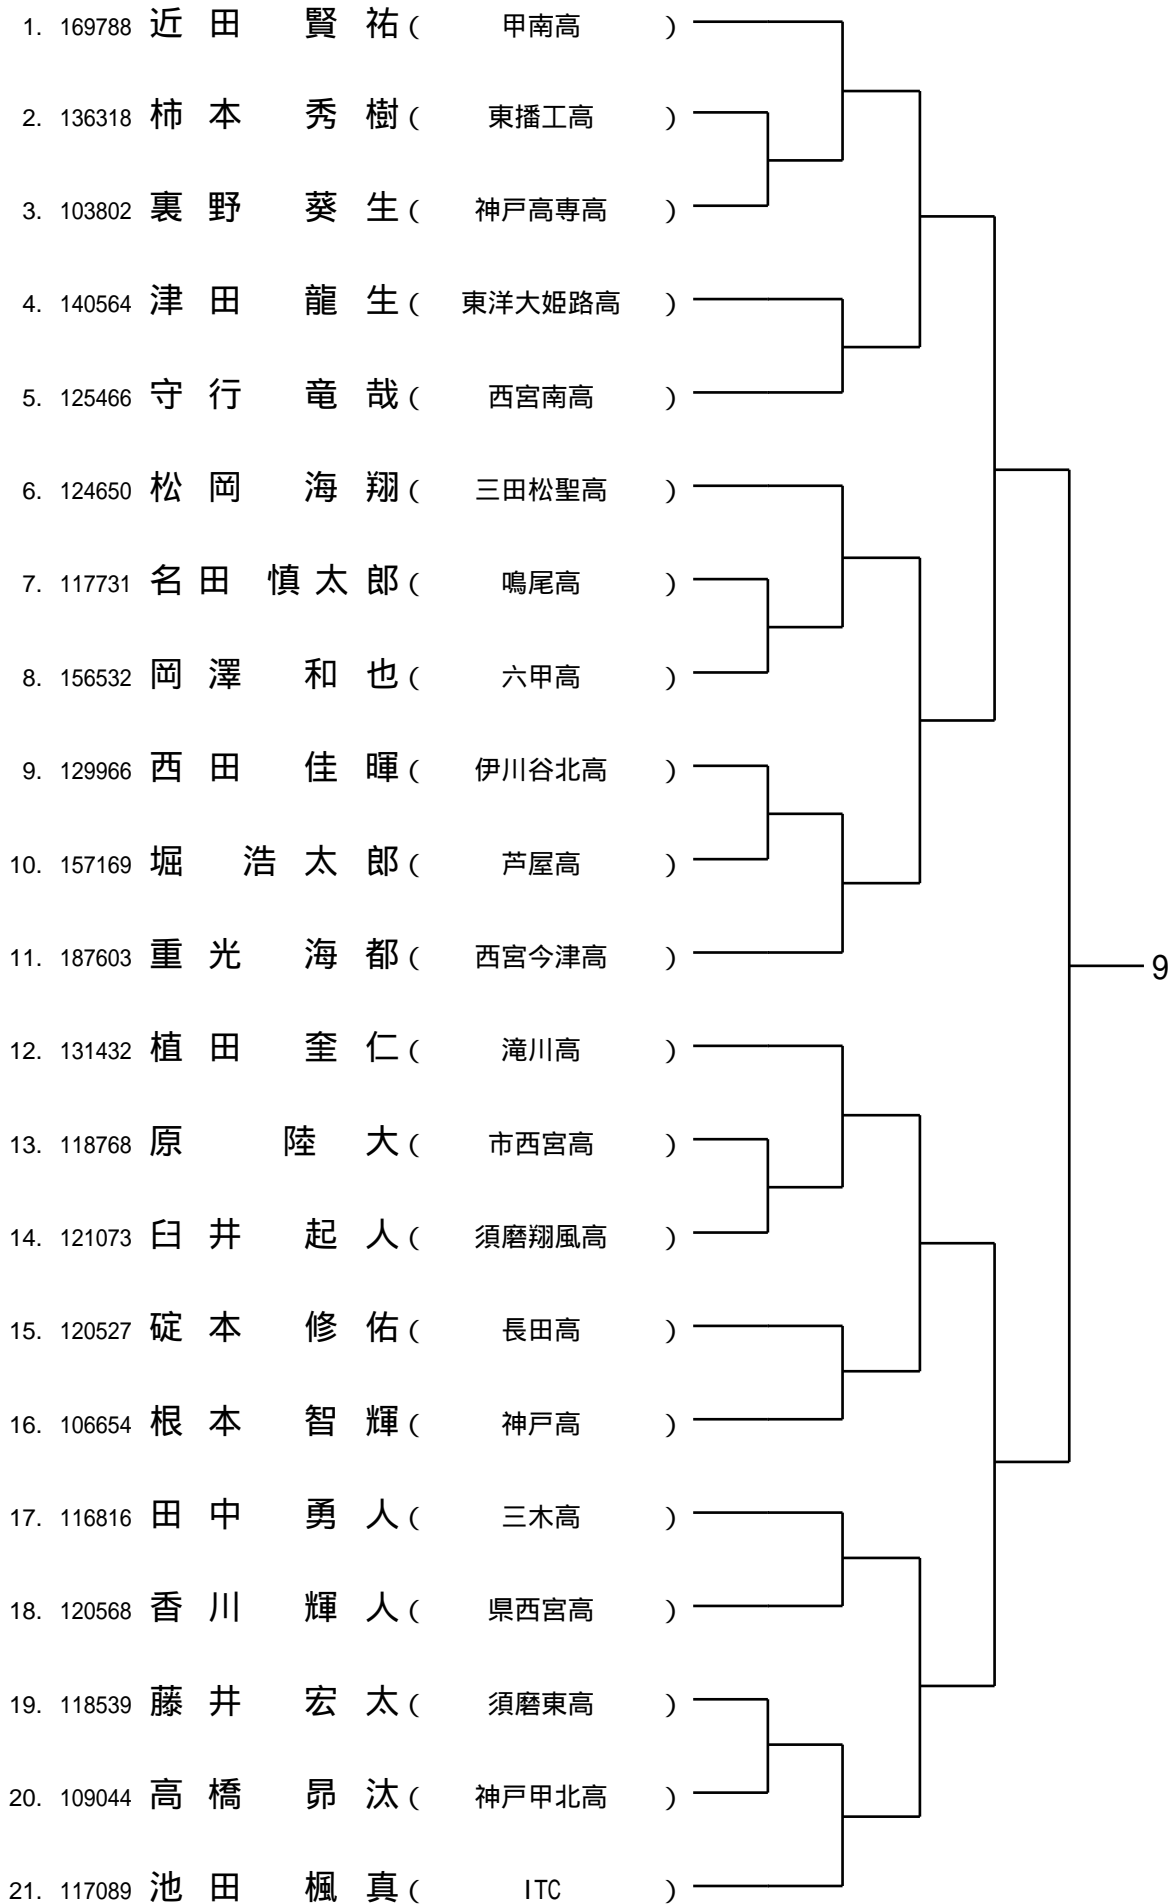 1. 169788 近田 賢祐 ( 甲南高 )
2. 136318 柿本 秀樹 ( 東播工高 )
3. 103802 裏野 葵生 ( 神戸高専高 )
4. 140564 津田 龍生 ( 東洋大姫路高 )
5. 125466 守行 竜哉 ( 西宮南高 )
6. 124650 松岡 海翔 ( 三田松聖高 )
7. 117731 名田 慎太郎 ( 鳴尾高 )
8. 156532 岡澤 和也 ( 六甲高 )
9. 129966 西田 佳暉 ( 伊川谷北高 )
10. 157169 堀 浩太郎 ( 芦屋高 )
11. 187603 重光 海都 ( 西宮今津高 )
9
12. 131432 植田 奎仁 ( 滝川高 )
13. 118768 原 陸大 ( 市西宮高 )
14. 121073 臼井 起人 ( 須磨翔風高 )
15. 120527 碇本 修佑 ( 長田高 )
16. 106654 根本 智輝 ( 神戸高 )
17. 116816 田中 勇人 ( 三木高 )
18. 120568 香川 輝人 ( 県西宮高 )
19. 118539 藤井 宏太 ( 須磨東高 )
20. 109044 高橋 昴汰 ( 神戸甲北高 )
21. 117089 池田 楓真 ( ITC )